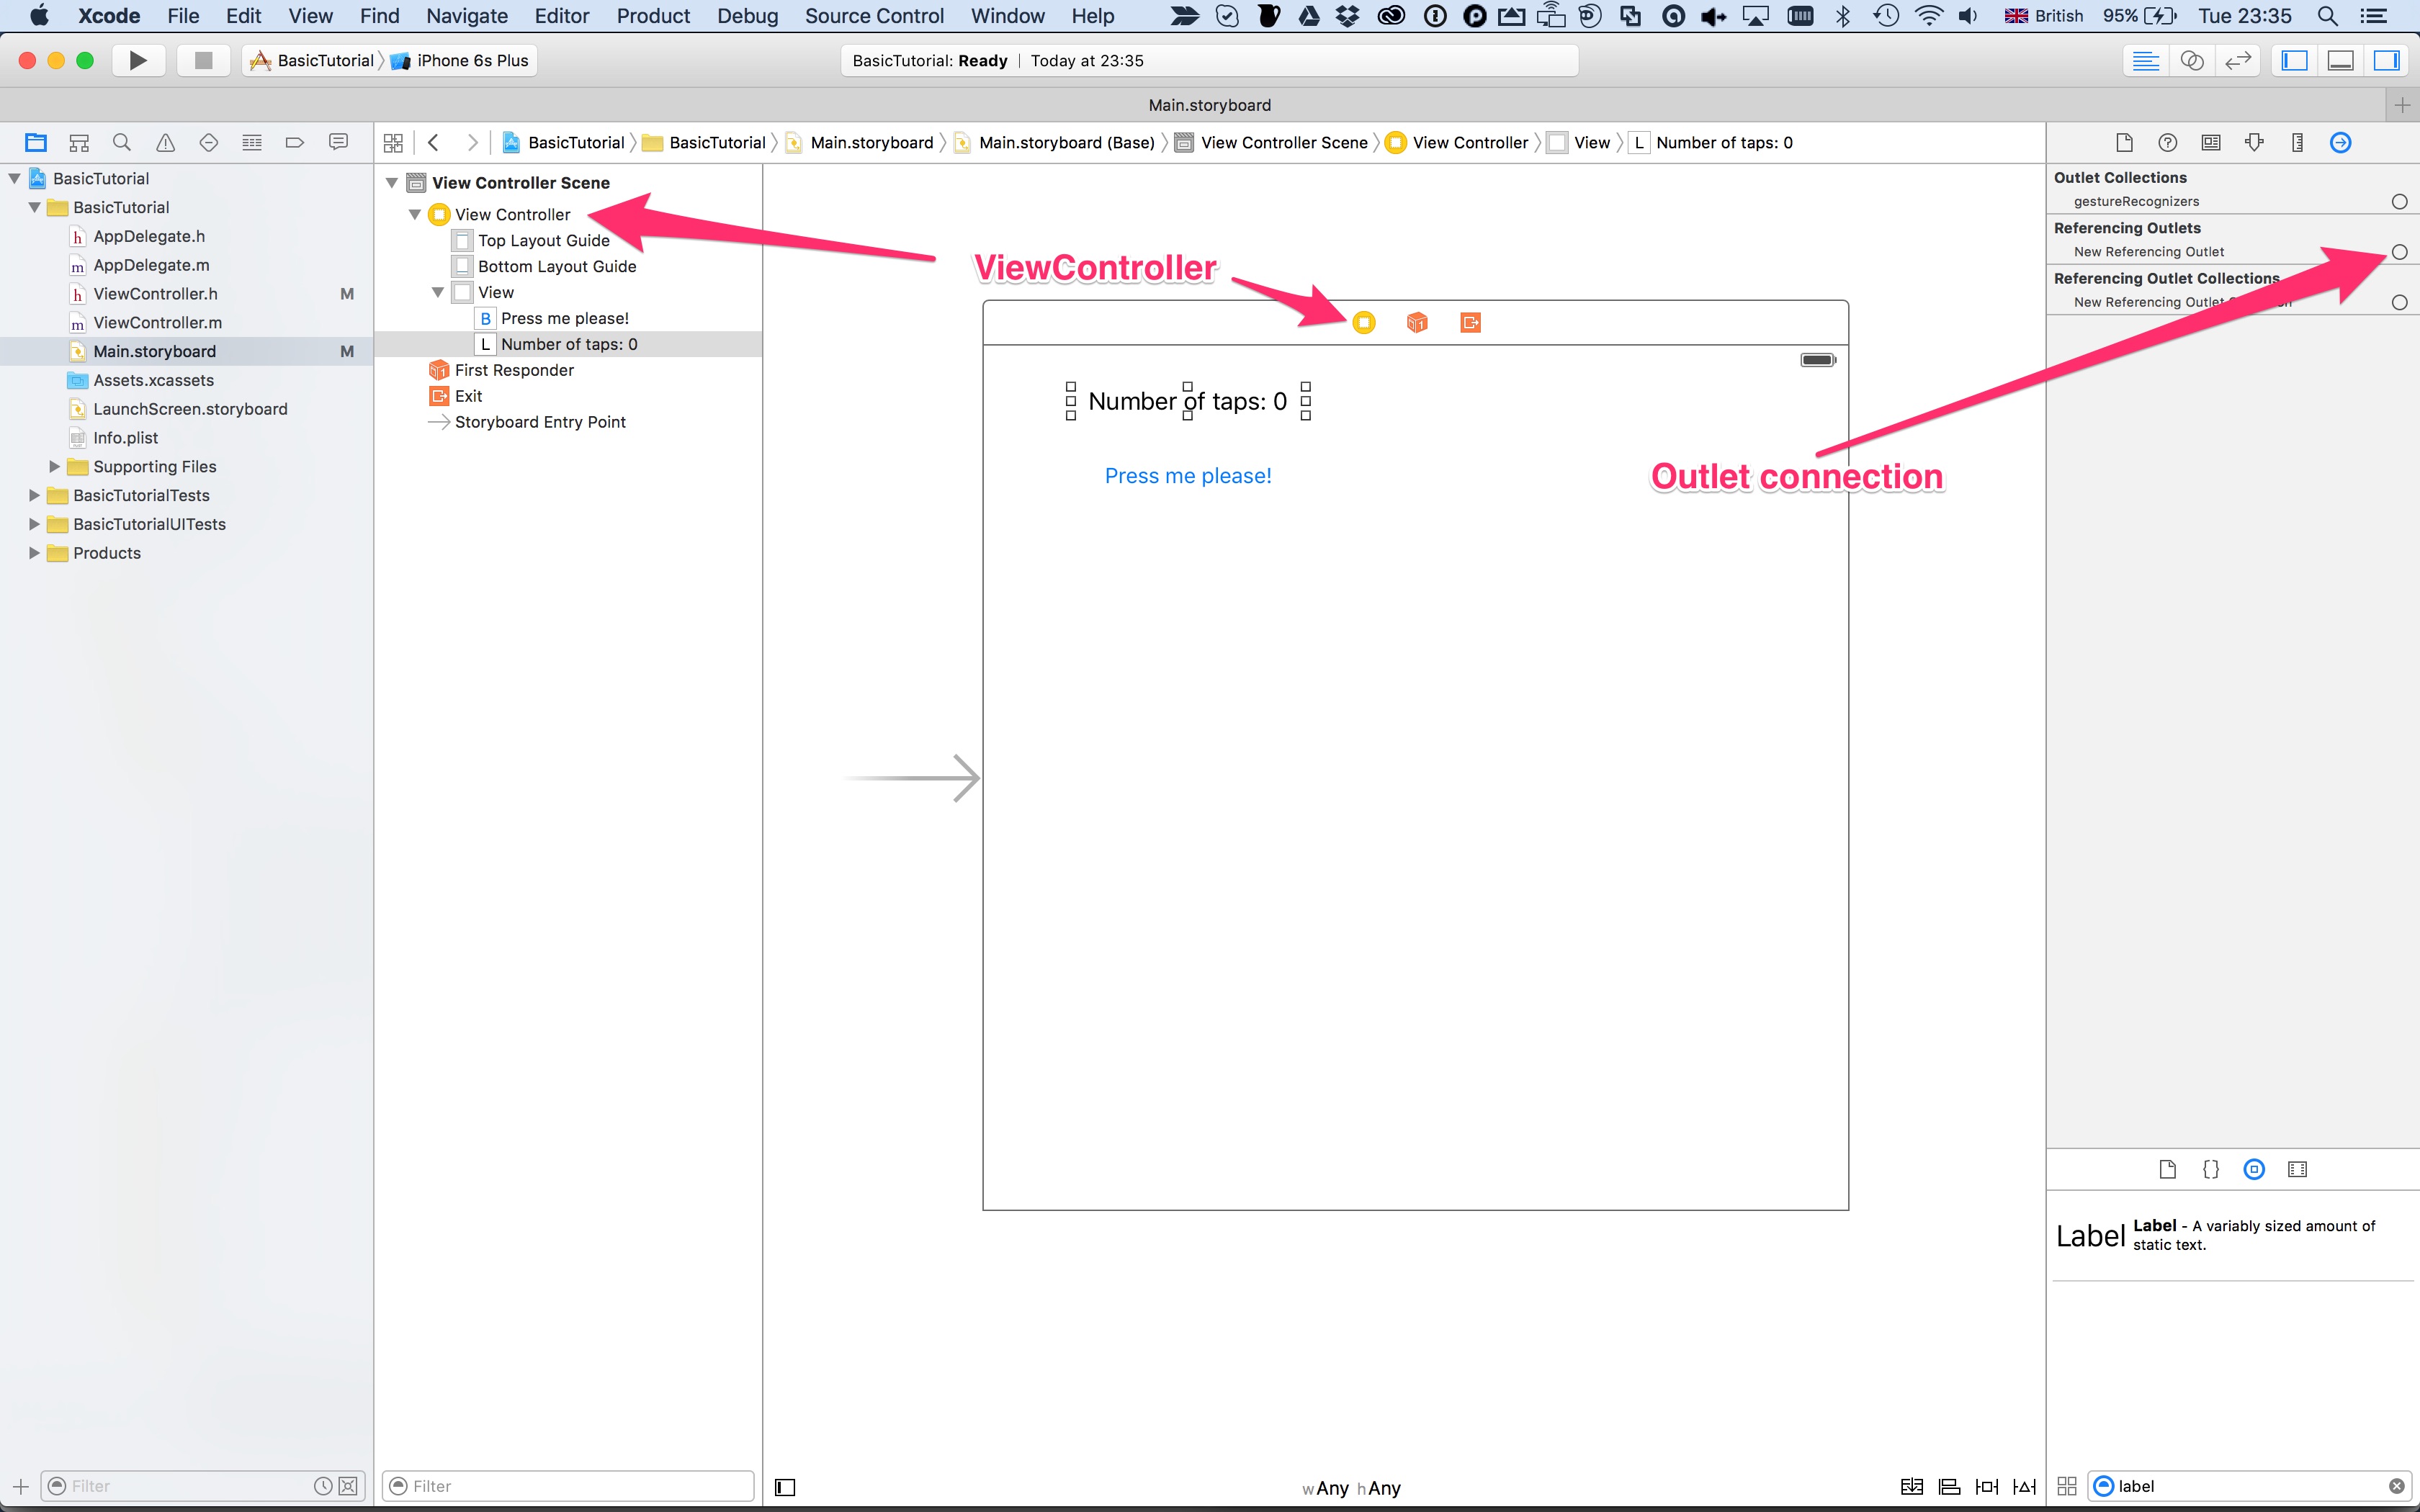 Xcode File Edit View Find Navigate Editor Product Debug Source Control Window Help British 95% Tue 23:35
BasicTutorial iPhone 6s Plus BasicTutorial: Ready | Today at 23:35
Main.storyboard
BasicTutorial BasicTutorial Main.storyboard Main.storyboard (Base) View Controller Scene View Controller View L Number of taps: 0
BasicTutorial
BasicTutorial
h AppDelegate.h
m AppDelegate.m
h ViewController.h M
m ViewController.m
Main.storyboard M
Assets.xcassets
LaunchScreen.storyboard
Info.plist
Supporting Files
BasicTutorialTests
BasicTutorialUITests
Products
Filter
View Controller Scene
View Controller
Top Layout Guide
Bottom Layout Guide
View
B Press me please!
L Number of taps: 0
First Responder
Exit
Storyboard Entry Point
Filter
ViewController
Number of taps: 0
Press me please!
Outlet connection
wAny hAny
Outlet Collections
gestureRecognizers
Referencing Outlets
New Referencing Outlet
Referencing Outlet Collections
New Referencing Outlet
Label Label - A variably sized amount of
static text.
label